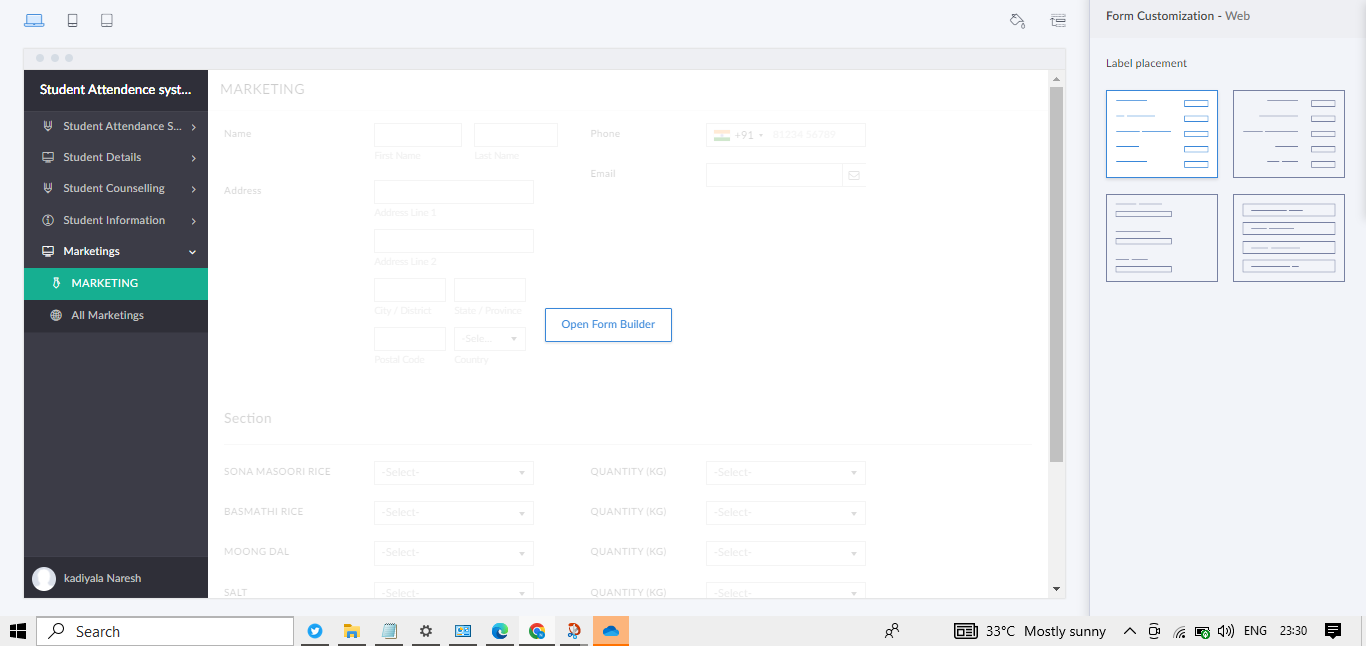 Form Customization - Web
Label placement
Student Attendence syst...
Student Attendance S...
Student Details
Student Counselling
Student Information
Marketings
MARKETING
All Marketings
kadiyala Naresh
MARKETING
Name
First Name
Last Name
Phone
+91
81234 56789
Email
Address
Address Line 1
Address Line 2
City / District
State / Province
Postal Code
-Selec...
Country
Open Form Builder
Section
SONA MASOORI RICE
-Select-
QUANTITY (KG)
-Select-
BASMATHI RICE
-Select-
QUANTITY (KG)
-Select-
MOONG DAL
-Select-
QUANTITY (KG)
-Select-
SALT
-Select-
QUANTITY (KG)
-Select-
Search
33°C Mostly sunny
ENG
23:30